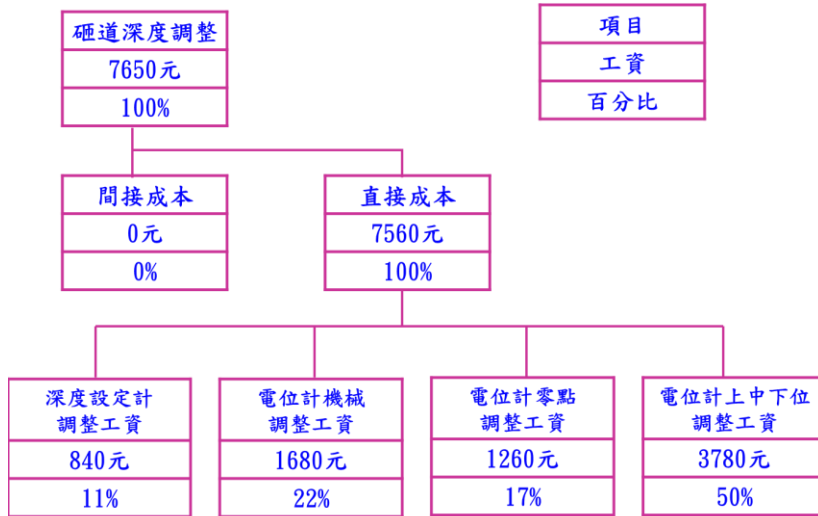 砸道深度調整
7650元
100%
項目
工資
百分比
間接成本
0元
0%
直接成本
7560元
100%
深度設定計
調整工資
840元
11%
電位計機械
調整工資
1680元
22%
電位計零點
調整工資
1260元
17%
電位計上中下位
調整工資
3780元
50%